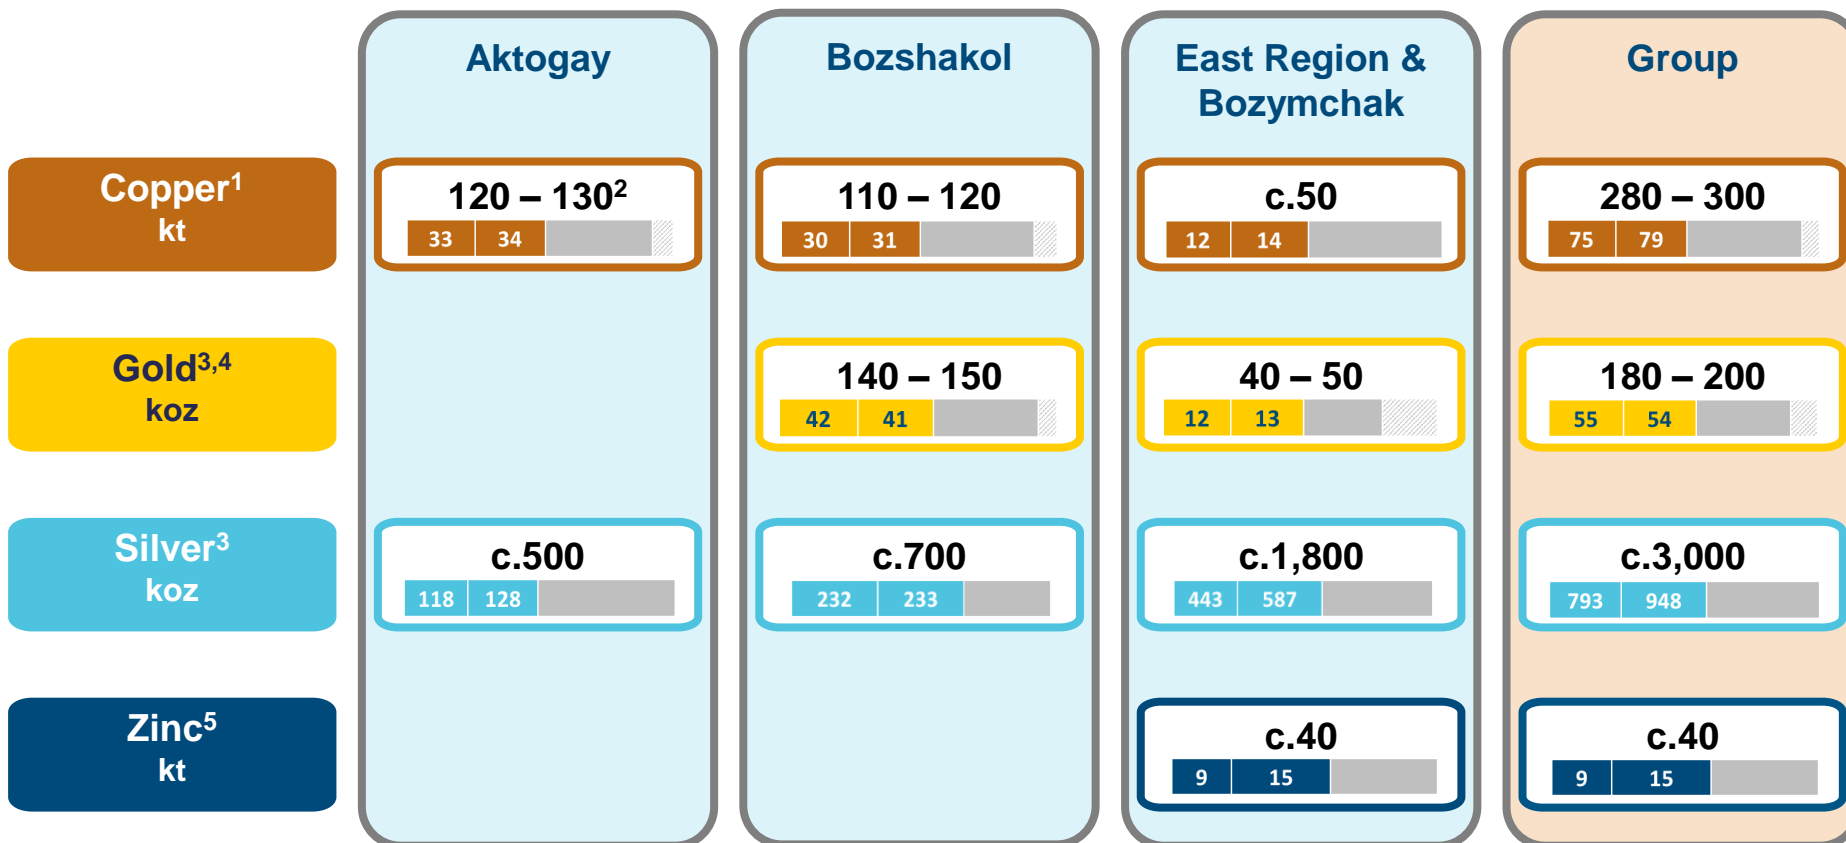 Aktogay
Bozshakol
East Region &
Bozymchak
Group
Copper¹
kt
120 – 130²
33 34
110 – 120
30 31
c.50
12 14
280 – 300
75 79
Gold³,⁴
koz
140 – 150
42 41
40 – 50
12 13
180 – 200
55 54
Silver³
koz
c.500
118 128
c.700
232 233
c.1,800
443 587
c.3,000
793 948
Zinc⁵
kt
c.40
9 15
c.40
9 15